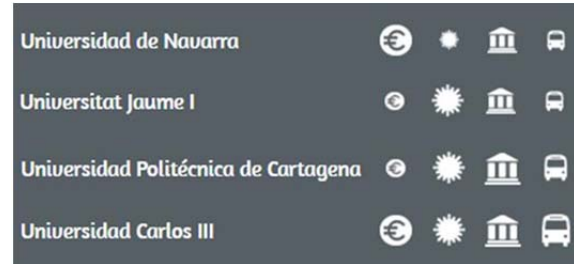 Universidad de Navarra
Universitat Jaume I
Universidad Politécnica de Cartagena
Universidad Carlos III